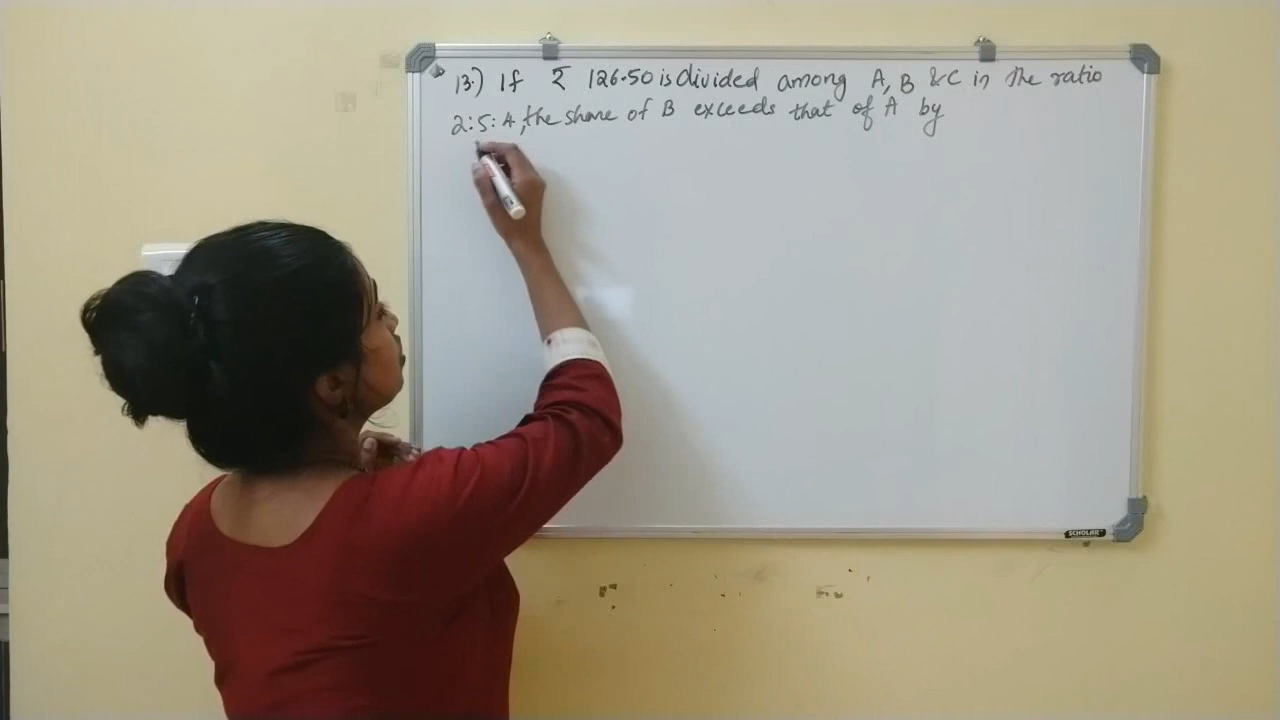 13.) If ₹ 126.50 is divided among A, B & C in the ratio
2:5:4, the share of B exceeds that of A by
SCHOLAR